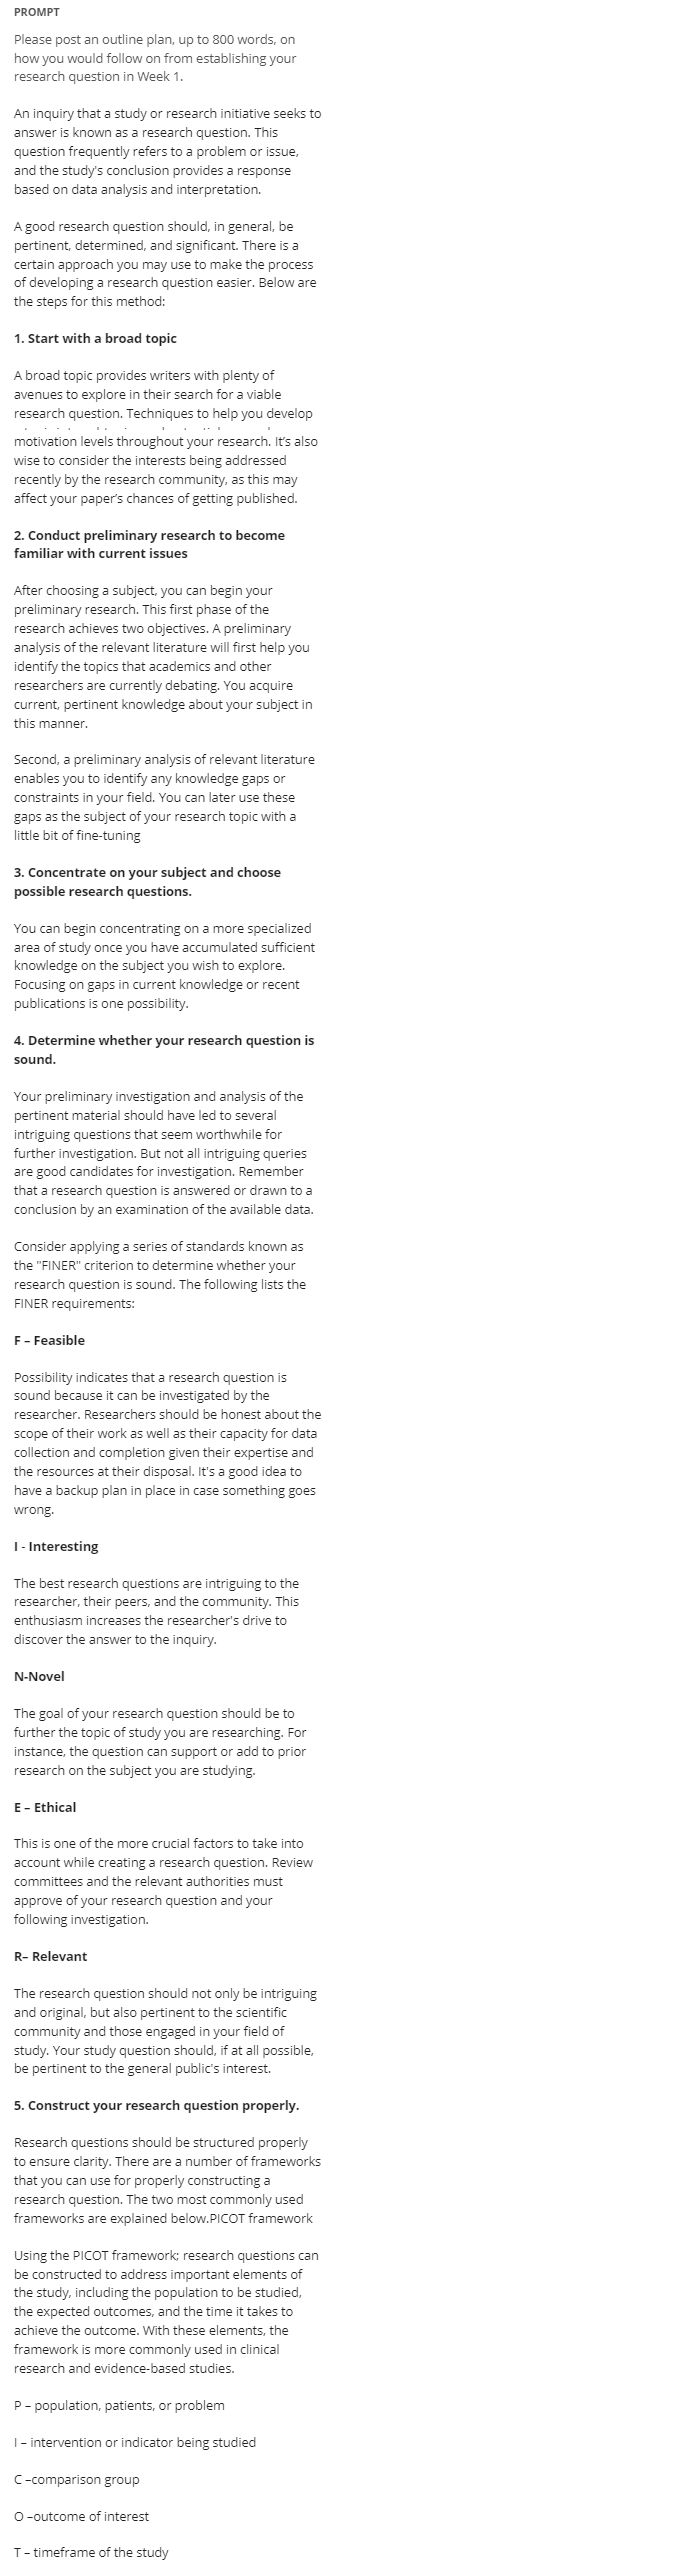 PROMPT
Please post an outline plan, up to 800 words, on
how you would follow on from establishing your
research question in Week 1.
An inquiry that a study or research initiative seeks to
answer is known as a research question. This
question frequently refers to a problem or issue,
and the study's conclusion provides a response
based on data analysis and interpretation.
A good research question should, in general, be
pertinent, determined, and significant. There is a
certain approach you may use to make the process
of developing a research question easier. Below are
the steps for this method:
1. Start with a broad topic
A broad topic provides writers with plenty of
avenues to explore in their search for a viable
research question. Techniques to help you develop
motivation levels throughout your research. It’s also
wise to consider the interests being addressed
recently by the research community, as this may
affect your paper’s chances of getting published.
2. Conduct preliminary research to become
familiar with current issues
After choosing a subject, you can begin your
preliminary research. This first phase of the
research achieves two objectives. A preliminary
analysis of the relevant literature will first help you
identify the topics that academics and other
researchers are currently debating. You acquire
current, pertinent knowledge about your subject in
this manner.
Second, a preliminary analysis of relevant literature
enables you to identify any knowledge gaps or
constraints in your field. You can later use these
gaps as the subject of your research topic with a
little bit of fine-tuning
3. Concentrate on your subject and choose
possible research questions.
You can begin concentrating on a more specialized
area of study once you have accumulated sufficient
knowledge on the subject you wish to explore.
Focusing on gaps in current knowledge or recent
publications is one possibility.
4. Determine whether your research question is
sound.
Your preliminary investigation and analysis of the
pertinent material should have led to several
intriguing questions that seem worthwhile for
further investigation. But not all intriguing queries
are good candidates for investigation. Remember
that a research question is answered or drawn to a
conclusion by an examination of the available data.
Consider applying a series of standards known as
the "FINER" criterion to determine whether your
research question is sound. The following lists the
FINER requirements:
F – Feasible
Possibility indicates that a research question is
sound because it can be investigated by the
researcher. Researchers should be honest about the
scope of their work as well as their capacity for data
collection and completion given their expertise and
the resources at their disposal. It's a good idea to
have a backup plan in place in case something goes
wrong.
I - Interesting
The best research questions are intriguing to the
researcher, their peers, and the community. This
enthusiasm increases the researcher's drive to
discover the answer to the inquiry.
N-Novel
The goal of your research question should be to
further the topic of study you are researching. For
instance, the question can support or add to prior
research on the subject you are studying.
E – Ethical
This is one of the more crucial factors to take into
account while creating a research question. Review
committees and the relevant authorities must
approve of your research question and your
following investigation.
R– Relevant
The research question should not only be intriguing
and original, but also pertinent to the scientific
community and those engaged in your field of
study. Your study question should, if at all possible,
be pertinent to the general public's interest.
5. Construct your research question properly.
Research questions should be structured properly
to ensure clarity. There are a number of frameworks
that you can use for properly constructing a
research question. The two most commonly used
frameworks are explained below.PICOT framework
Using the PICOT framework; research questions can
be constructed to address important elements of
the study, including the population to be studied,
the expected outcomes, and the time it takes to
achieve the outcome. With these elements, the
framework is more commonly used in clinical
research and evidence-based studies.
P – population, patients, or problem
I – intervention or indicator being studied
C –comparison group
O –outcome of interest
T – timeframe of the study